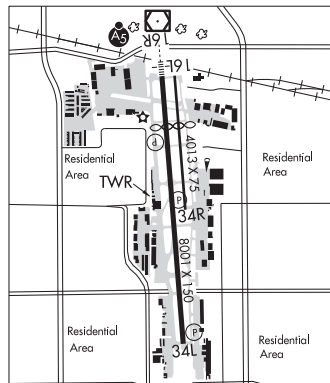 A5
16R
16L
P
4013 X 75
Residential
Area
Residential
Area
TWR
P
34R
8001 X 150
Residential
Area
Residential
Area
P
34L